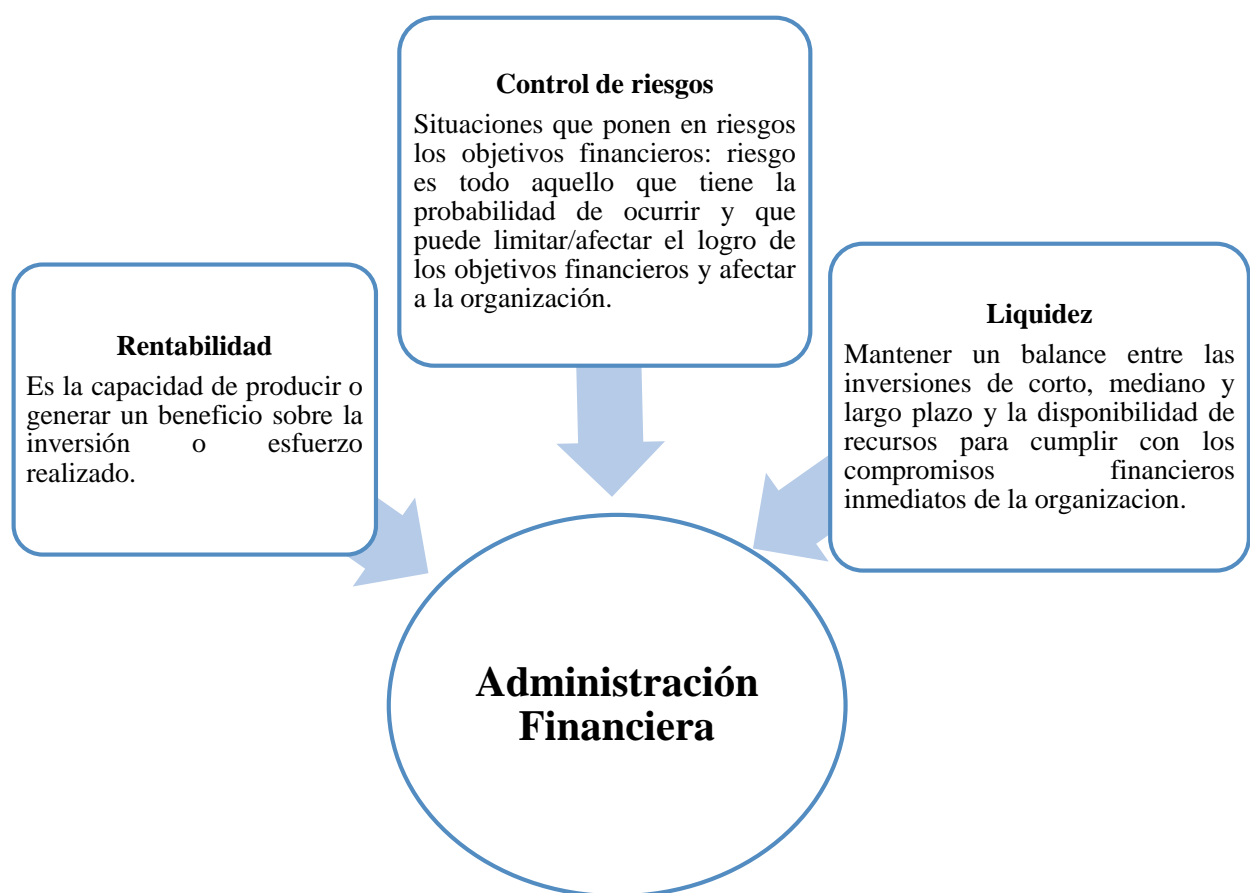 Control de riesgos
Situaciones que ponen en riesgos
los objetivos financieros: riesgo
es todo aquello que tiene la
probabilidad de ocurrir y que
puede limitar/afectar el logro de
los objetivos financieros y afectar
a la organización.
Rentabilidad
Es la capacidad de producir o
generar un beneficio sobre la
inversión o esfuerzo
realizado.
Liquidez
Mantener un balance entre las
inversiones de corto, mediano y
largo plazo y la disponibilidad de
recursos para cumplir con los
compromisos financieros
inmediatos de la organizacion.
Administración
Financiera